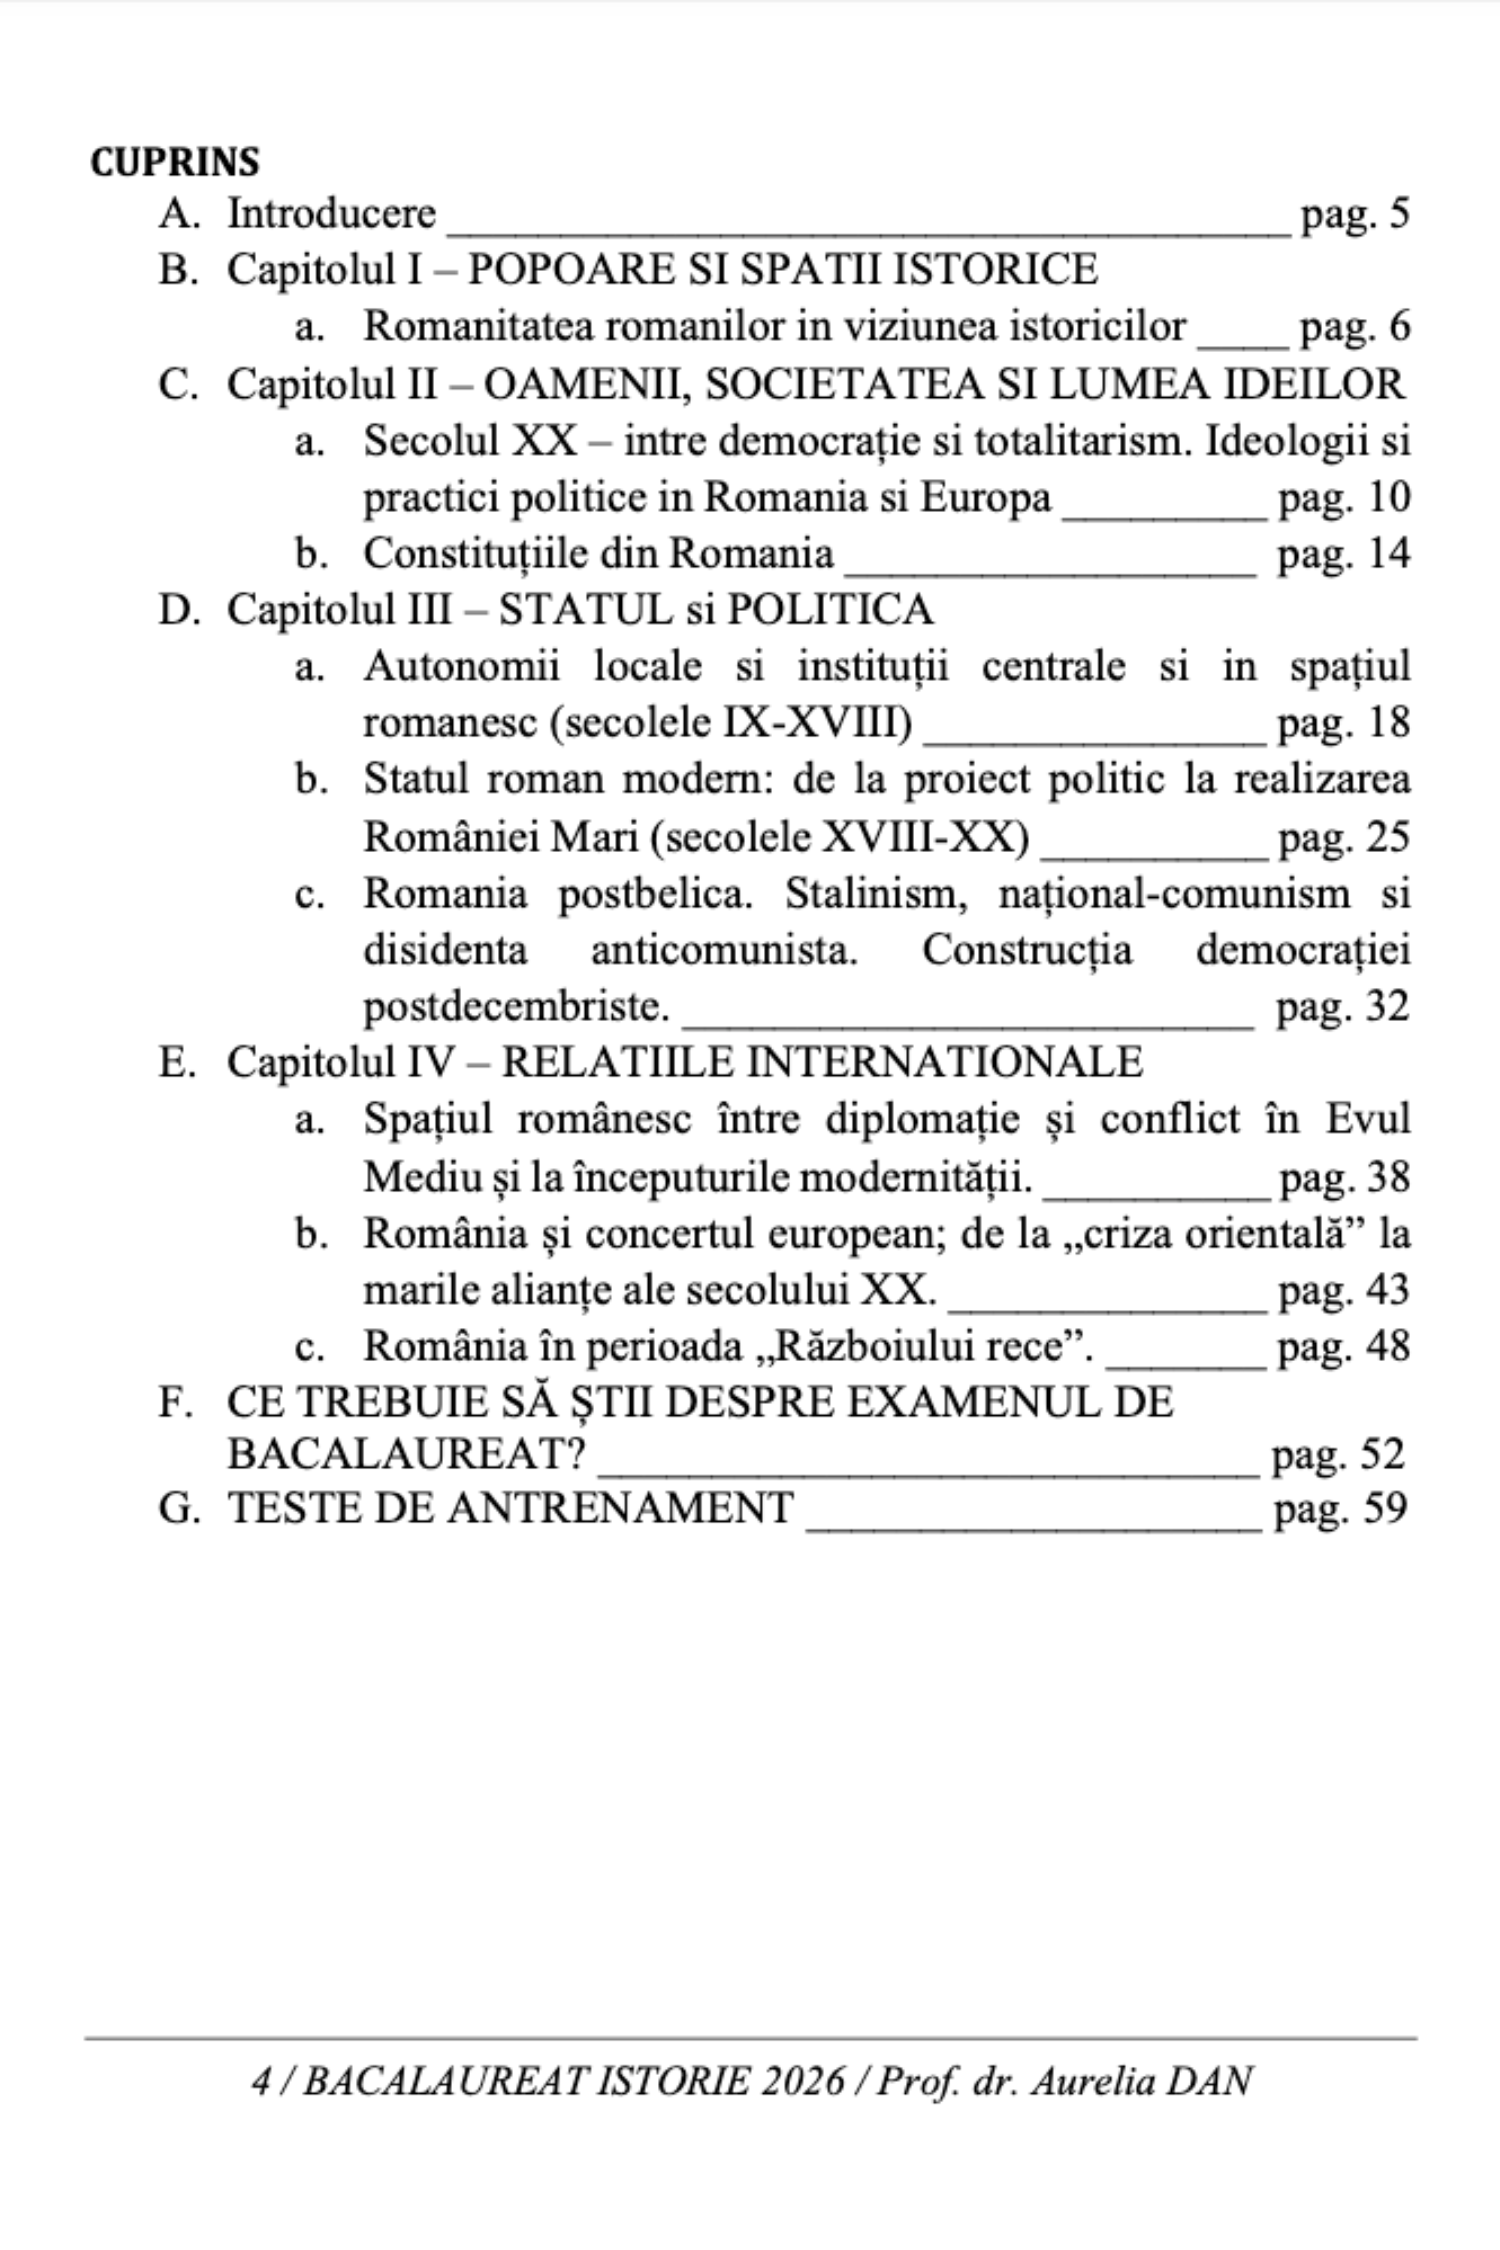 CUPRINS
A. Introducere _____ pag. 5
B. Capitolul I – POPOARE SI SPATII ISTORICE
a. Romanitatea romanilor in viziunea istoricilor ____ pag. 6
C. Capitolul II – OAMENII, SOCIETATEA SI LUMEA IDEILOR
a. Secolul XX – intre democrație si totalitarism. Ideologii si
practici politice in Romania si Europa _________ pag. 10
b. Constituțiile din Romania __________________ pag. 14
D. Capitolul III – STATUL si POLITICA
a. Autonomii locale si instituții centrale si in spațiul
romanesc (secolele IX-XVIII) _______________ pag. 18
b. Statul roman modern: de la proiect politic la realizarea
României Mari (secolele XVIII-XX) __________ pag. 25
c. Romania postbelica. Stalinism, național-comunism si
disidenta anticomunista. Construcția democrației
postdecembriste. _________________________ pag. 32
E. Capitolul IV – RELATIILE INTERNATIONALE
a. Spațiul românesc între diplomație și conflict în Evul
Mediu și la începuturile modernității. __________ pag. 38
b. România și concertul european; de la „criza orientală” la
marile alianțe ale secolului XX. ______________ pag. 43
c. România în perioada „Războiului rece”. _______ pag. 48
F. CE TREBUIE SĂ ȘTII DESPRE EXAMENUL DE
BACALAUREAT? _____________________________ pag. 52
G. TESTE DE ANTRENAMENT ____________________ pag. 59
4 / BACALAUREAT ISTORIE 2026 / Prof. dr. Aurelia DAN